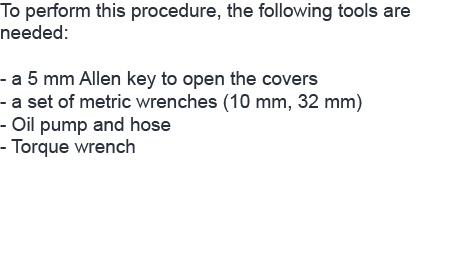 To perform this procedure, the following tools are
needed:

- a 5 mm Allen key to open the covers
- a set of metric wrenches (10 mm, 32 mm)
- Oil pump and hose
- Torque wrench